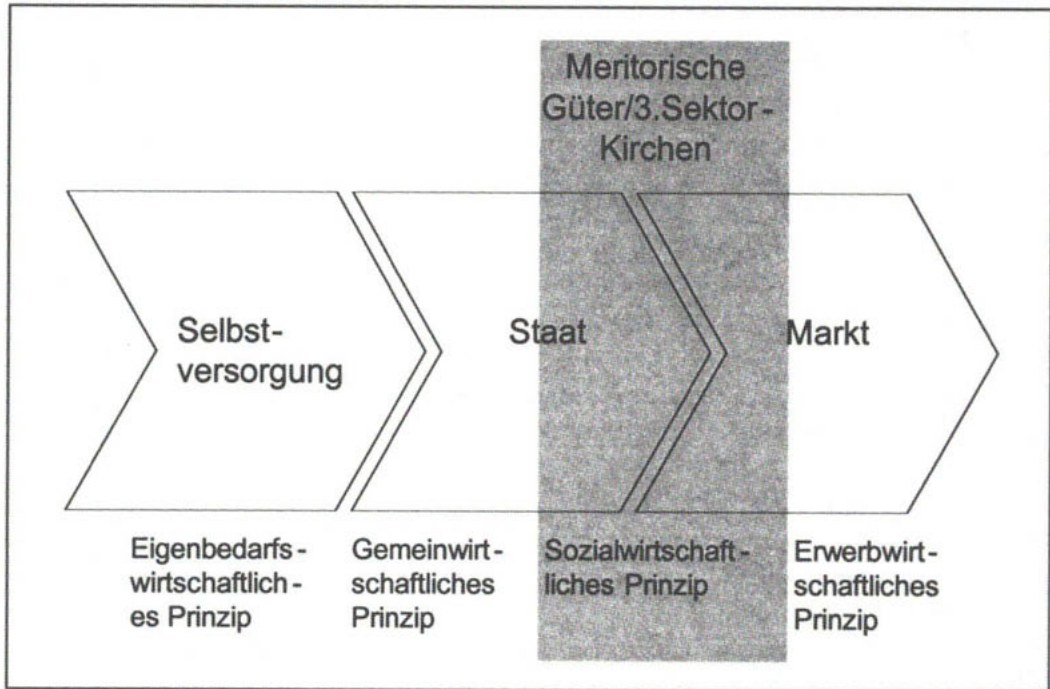 Meritorische
Güter/3.Sektor-
Kirchen
Selbst-
versorgung
Staat
Markt
Eigenbedarfs-
wirtschaftlich-
es Prinzip
Gemeinwirt-
schaftliches
Prinzip
Sozialwirtschaft-
liches Prinzip
Erwerbwirt-
schaftliches
Prinzip